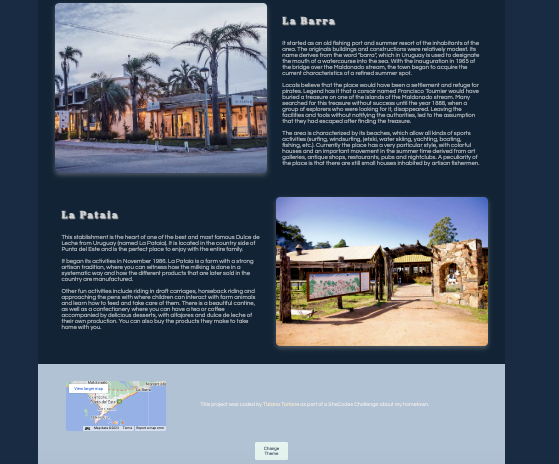 La Barra
It started as an old fishing port and summer resort of the inhabitants of the
area. The originals buildings and constructions were relatively modest. Its
name derives from the word "barra", which in Uruguay is used to designate
the mouth of a watercourse into the sea. With the inauguration in 1965 of
the bridge over the Maldonado stream, the town began to acquire the
current characteristics of a refined summer spot.
Locals believe that the place would have been a settlement and refuge for
pirates. Legend has it that a corsair named Francisco Tournier would have
buried a treasure on one of the islands of the Maldonado stream. Many
searched for this treasure without success until the year 1888, when a
group of explorers who were looking for it, disappeared. Leaving the
facilities and tools without notifying the authorities, led to the assumption
that they had escaped after finding the treasure.
The area is characterized by its beaches, which allow all kinds of sports
activities (surfing, windsurfing, jetski, water skiing, yachting, boating,
fishing, etc.). Currently the place has a very particular style, with colorful
houses and an important movement in the summer time derived from art
galleries, antique shops, restaurants, pubs and nightclubs. A peculiarity of
the place is that there are still small houses inhabited by artisan fishermen.
La Pataia
This stablishment is the heart of one of the best and most famous Dulce de
Leche from Uruguay (named La Pataia). It is located in the country side of
Punta del Este and is the perfect place to enjoy with the entire family.
It began its activities in November 1986. La Pataia is a farm with a strong
artisan tradition, where you can witness how the milking is done in a
systematic way and how the different products that are later sold in the
country are manufactured.
Other fun activities include riding in draft carriages, horseback riding and
approaching the pens with where children can interact with farm animals
and learn how to feed and take care of them. There is a beautiful cantine,
as well as a confectionery where you can have a tea or coffee
accompanied by delicious desserts, with alfajores and dulce de leche of
their own production. You can also buy the products they make to take
home with you.
View larger map
La Barra
This project was coded by Tiziana Tortora as part of a SheCodes Challenge about my hometown.
Change
Theme